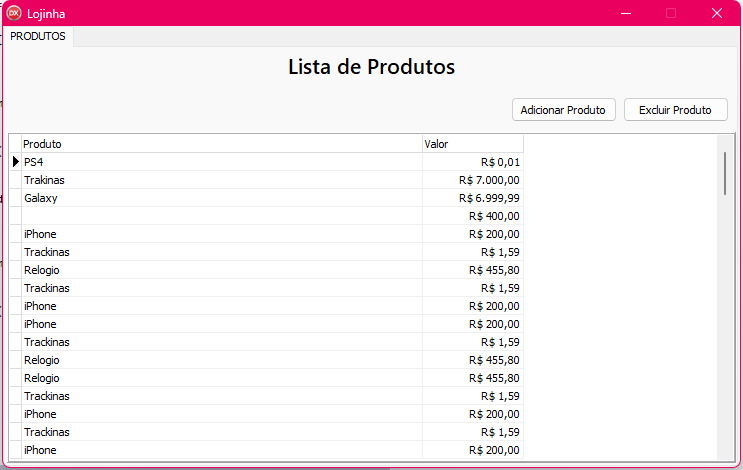 DX Lojinha
PRODUTOS
Lista de Produtos
Adicionar Produto Excluir Produto
Produto Valor
PS4 R$ 0,01
Trakinas R$ 7.000,00
Galaxy R$ 6.999,99
R$ 400,00
iPhone R$ 200,00
Trackinas R$ 1,59
Relogio R$ 455,80
Trackinas R$ 1,59
iPhone R$ 200,00
iPhone R$ 200,00
Trackinas R$ 1,59
Relogio R$ 455,80
Relogio R$ 455,80
Trackinas R$ 1,59
iPhone R$ 200,00
Trackinas R$ 1,59
iPhone R$ 200,00